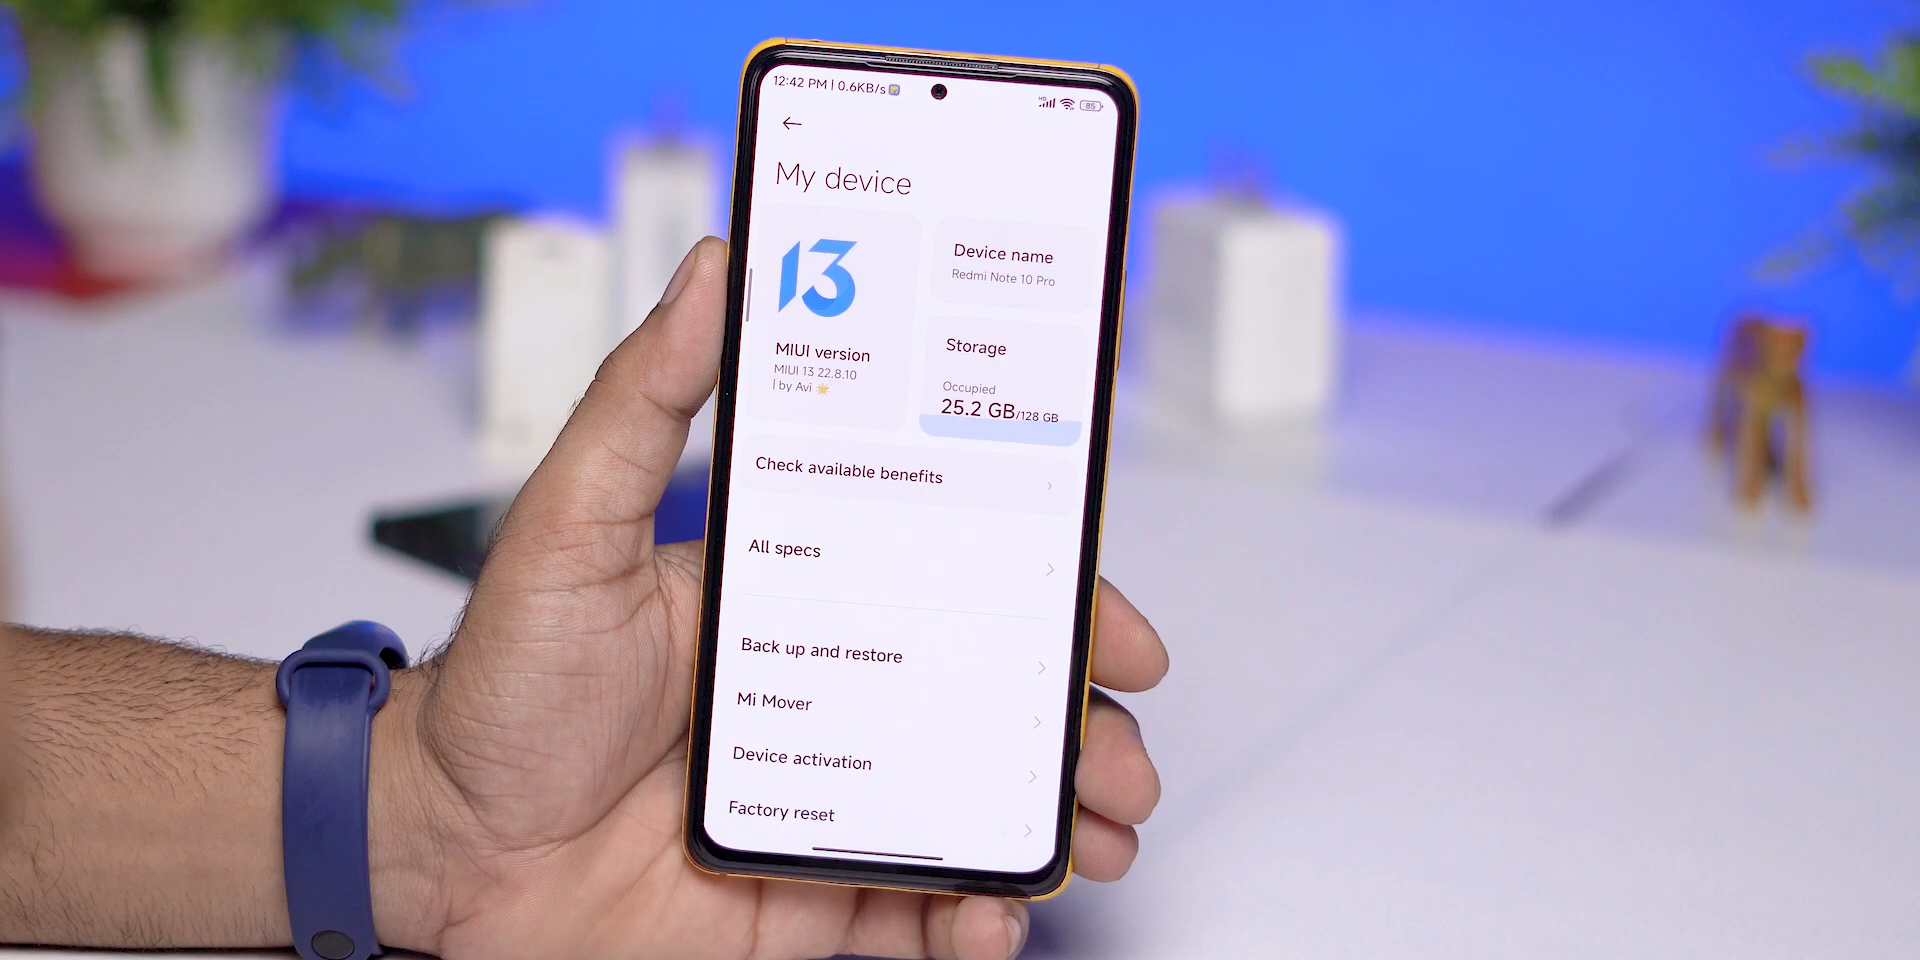 12:42 PM | 0.6KB/s
HD
85
My device
13
MIUI version
MIUI 13 22.8.10
| by Avi 🌟
Device name
Redmi Note 10 Pro
Storage
Occupied
25.2 GB/128 GB
Check available benefits
All specs
Back up and restore
Mi Mover
Device activation
Factory reset